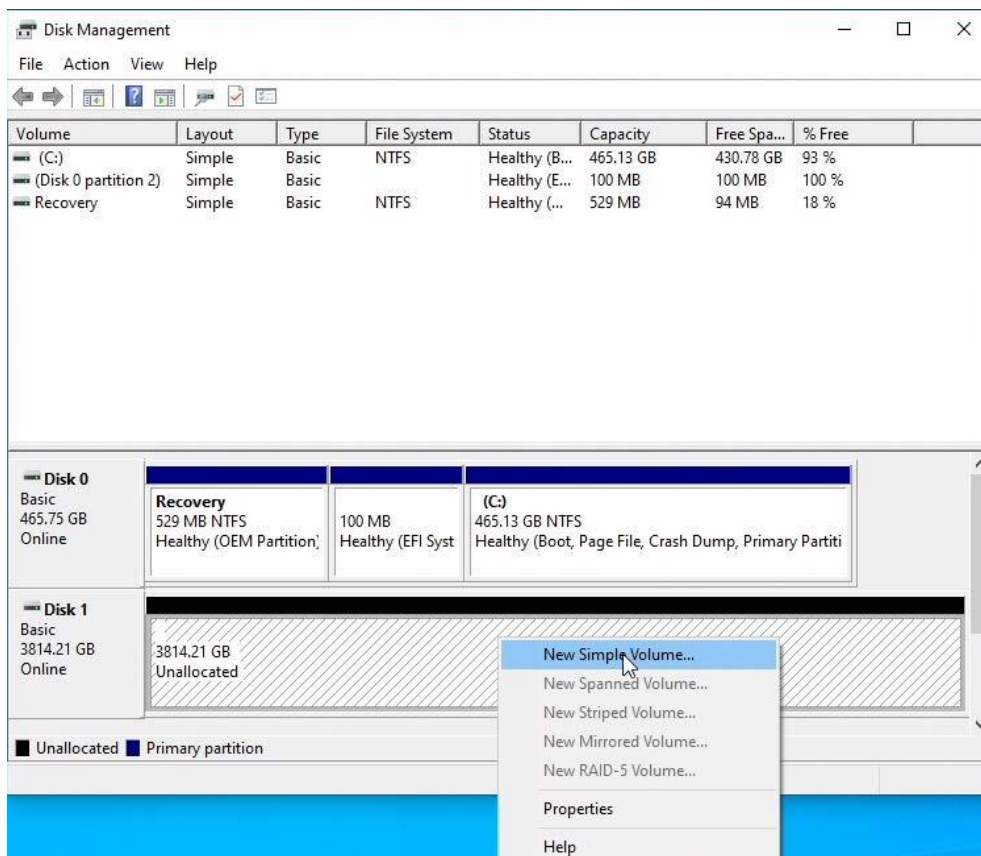 Disk Management
File Action View Help
Volume Layout Type File System Status Capacity Free Spa... % Free
(C:) Simple Basic NTFS Healthy (B... 465.13 GB 430.78 GB 93 %
(Disk 0 partition 2) Simple Basic Healthy (E... 100 MB 100 MB 100 %
Recovery Simple Basic NTFS Healthy (... 529 MB 94 MB 18 %
Disk 0
Basic
465.75 GB
Online
Recovery
529 MB NTFS
Healthy (OEM Partition)
100 MB
Healthy (EFI Syst
(C:)
465.13 GB NTFS
Healthy (Boot, Page File, Crash Dump, Primary Partiti
Disk 1
Basic
3814.21 GB
Online
3814.21 GB
Unallocated
New Simple Volume...
New Spanned Volume...
New Striped Volume...
New Mirrored Volume...
New RAID-5 Volume...
Properties
Help
Unallocated Primary partition